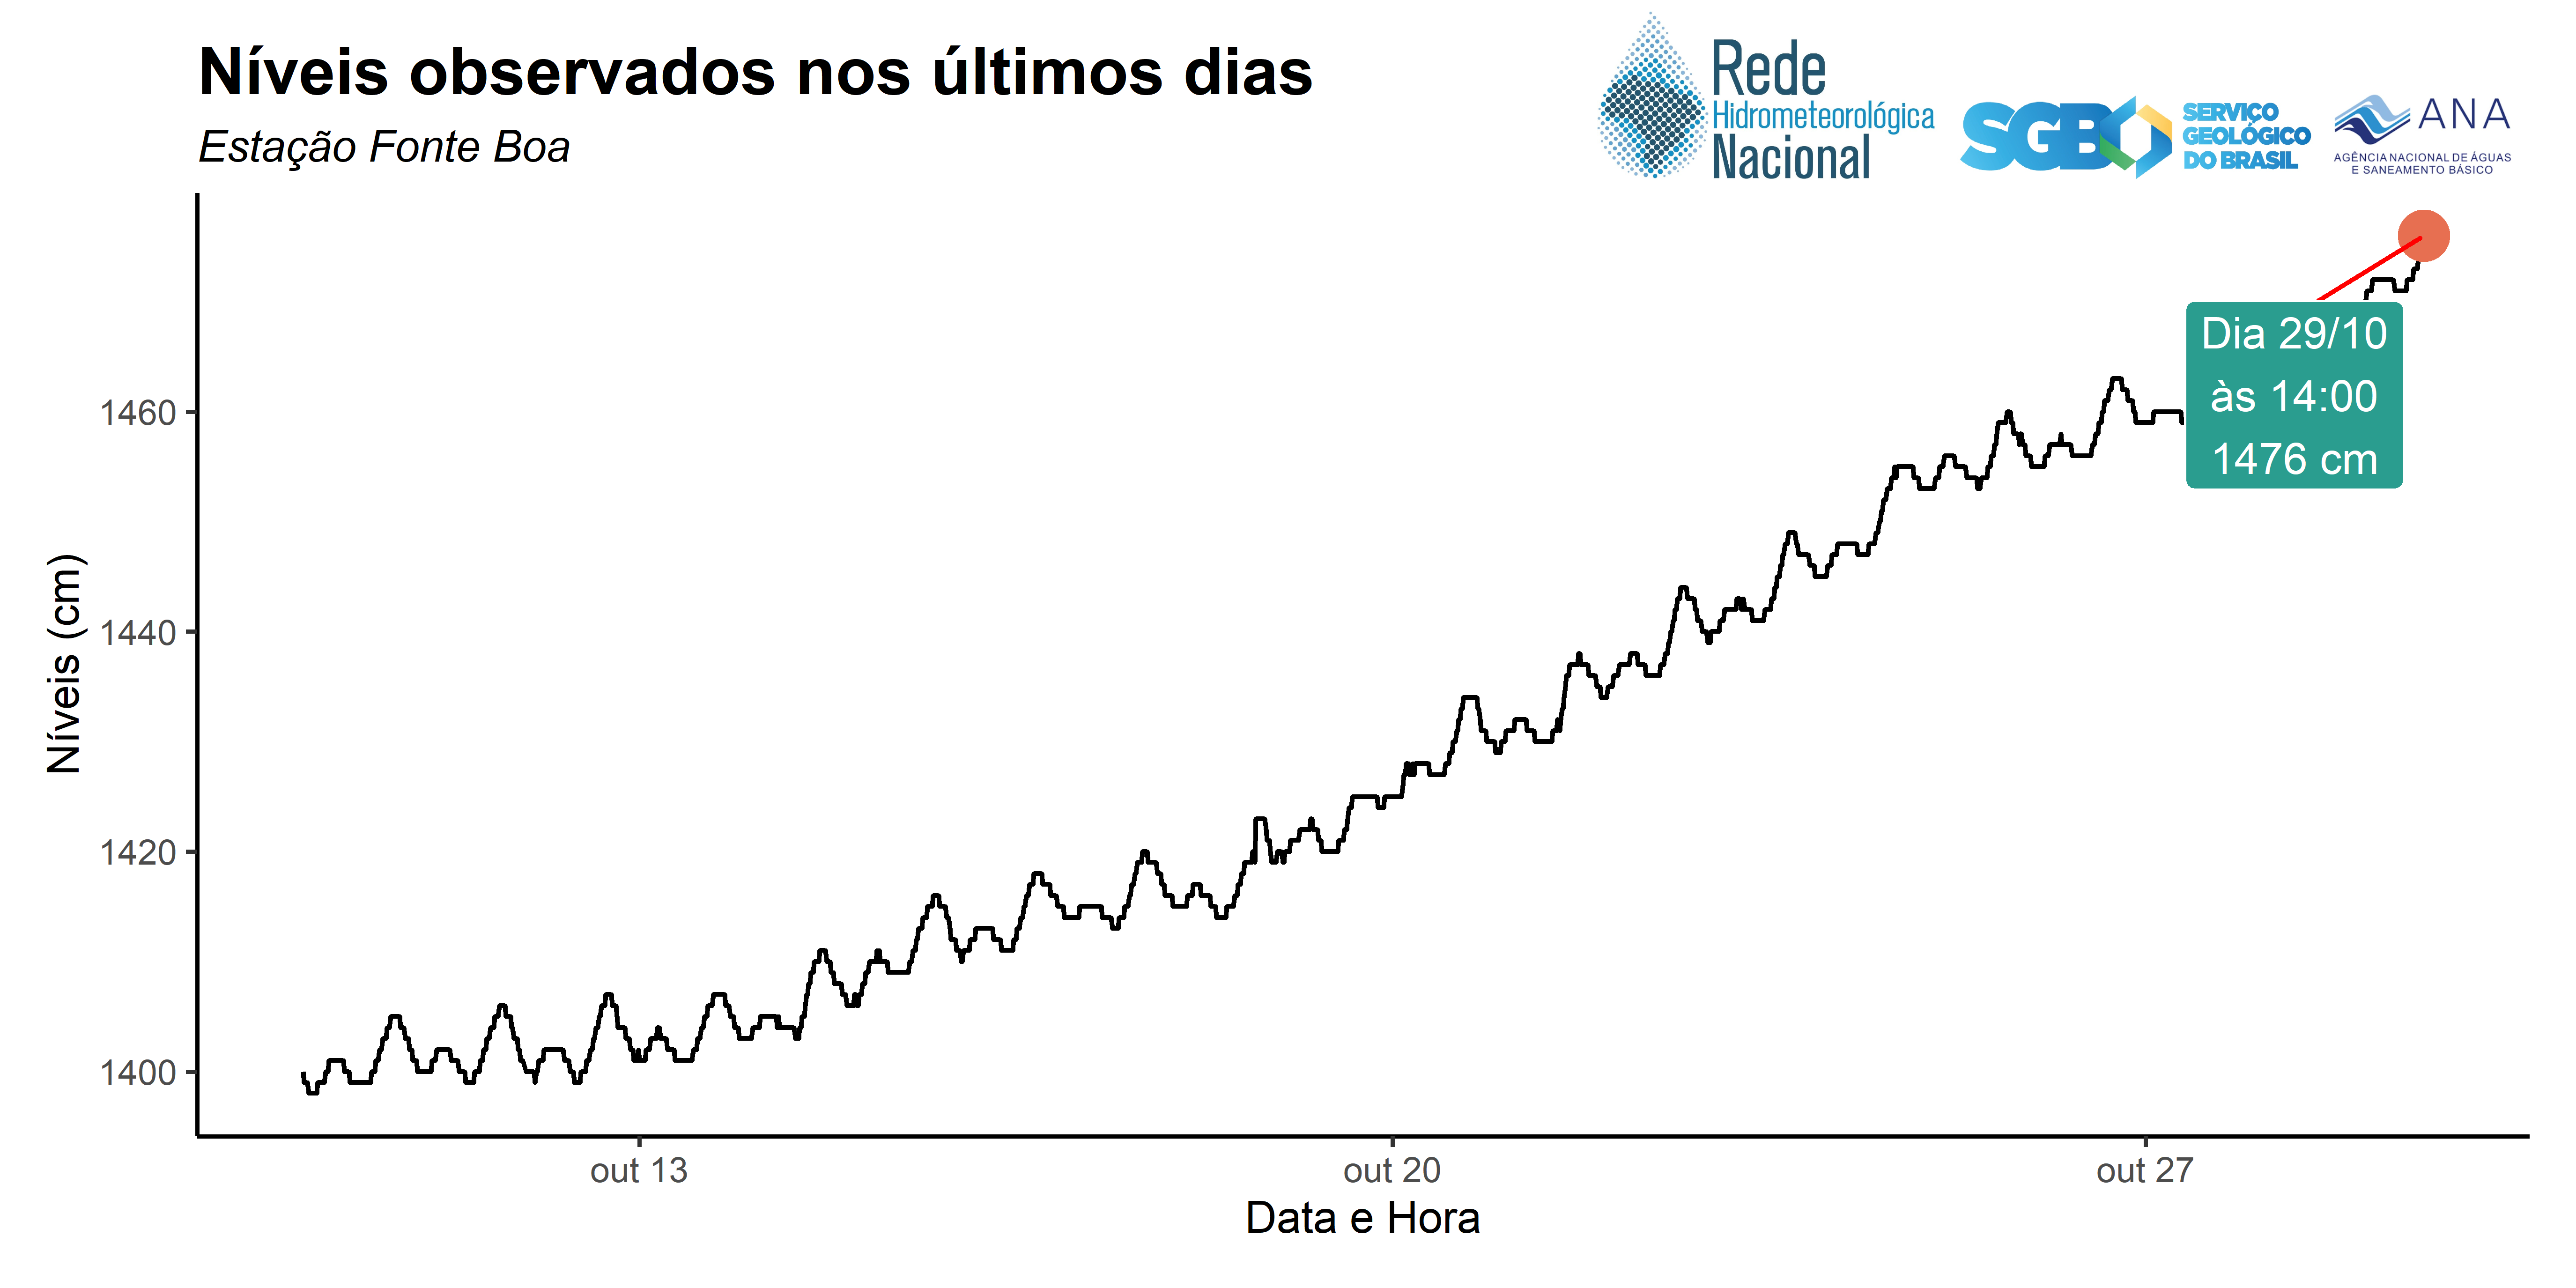 Níveis observados nos últimos dias
Estação Fonte Boa
Rede
Hidrometeorológica
Nacional
SGB
SERVIÇO
GEOLÓGICO
DO BRASIL
ANA
AGÊNCIA NACIONAL DE ÁGUAS
E SANEAMENTO BÁSICO
Dia 29/10
às 14:00
1476 cm
Níveis (cm)
1460
1440
1420
1400
out 13
out 20
out 27
Data e Hora